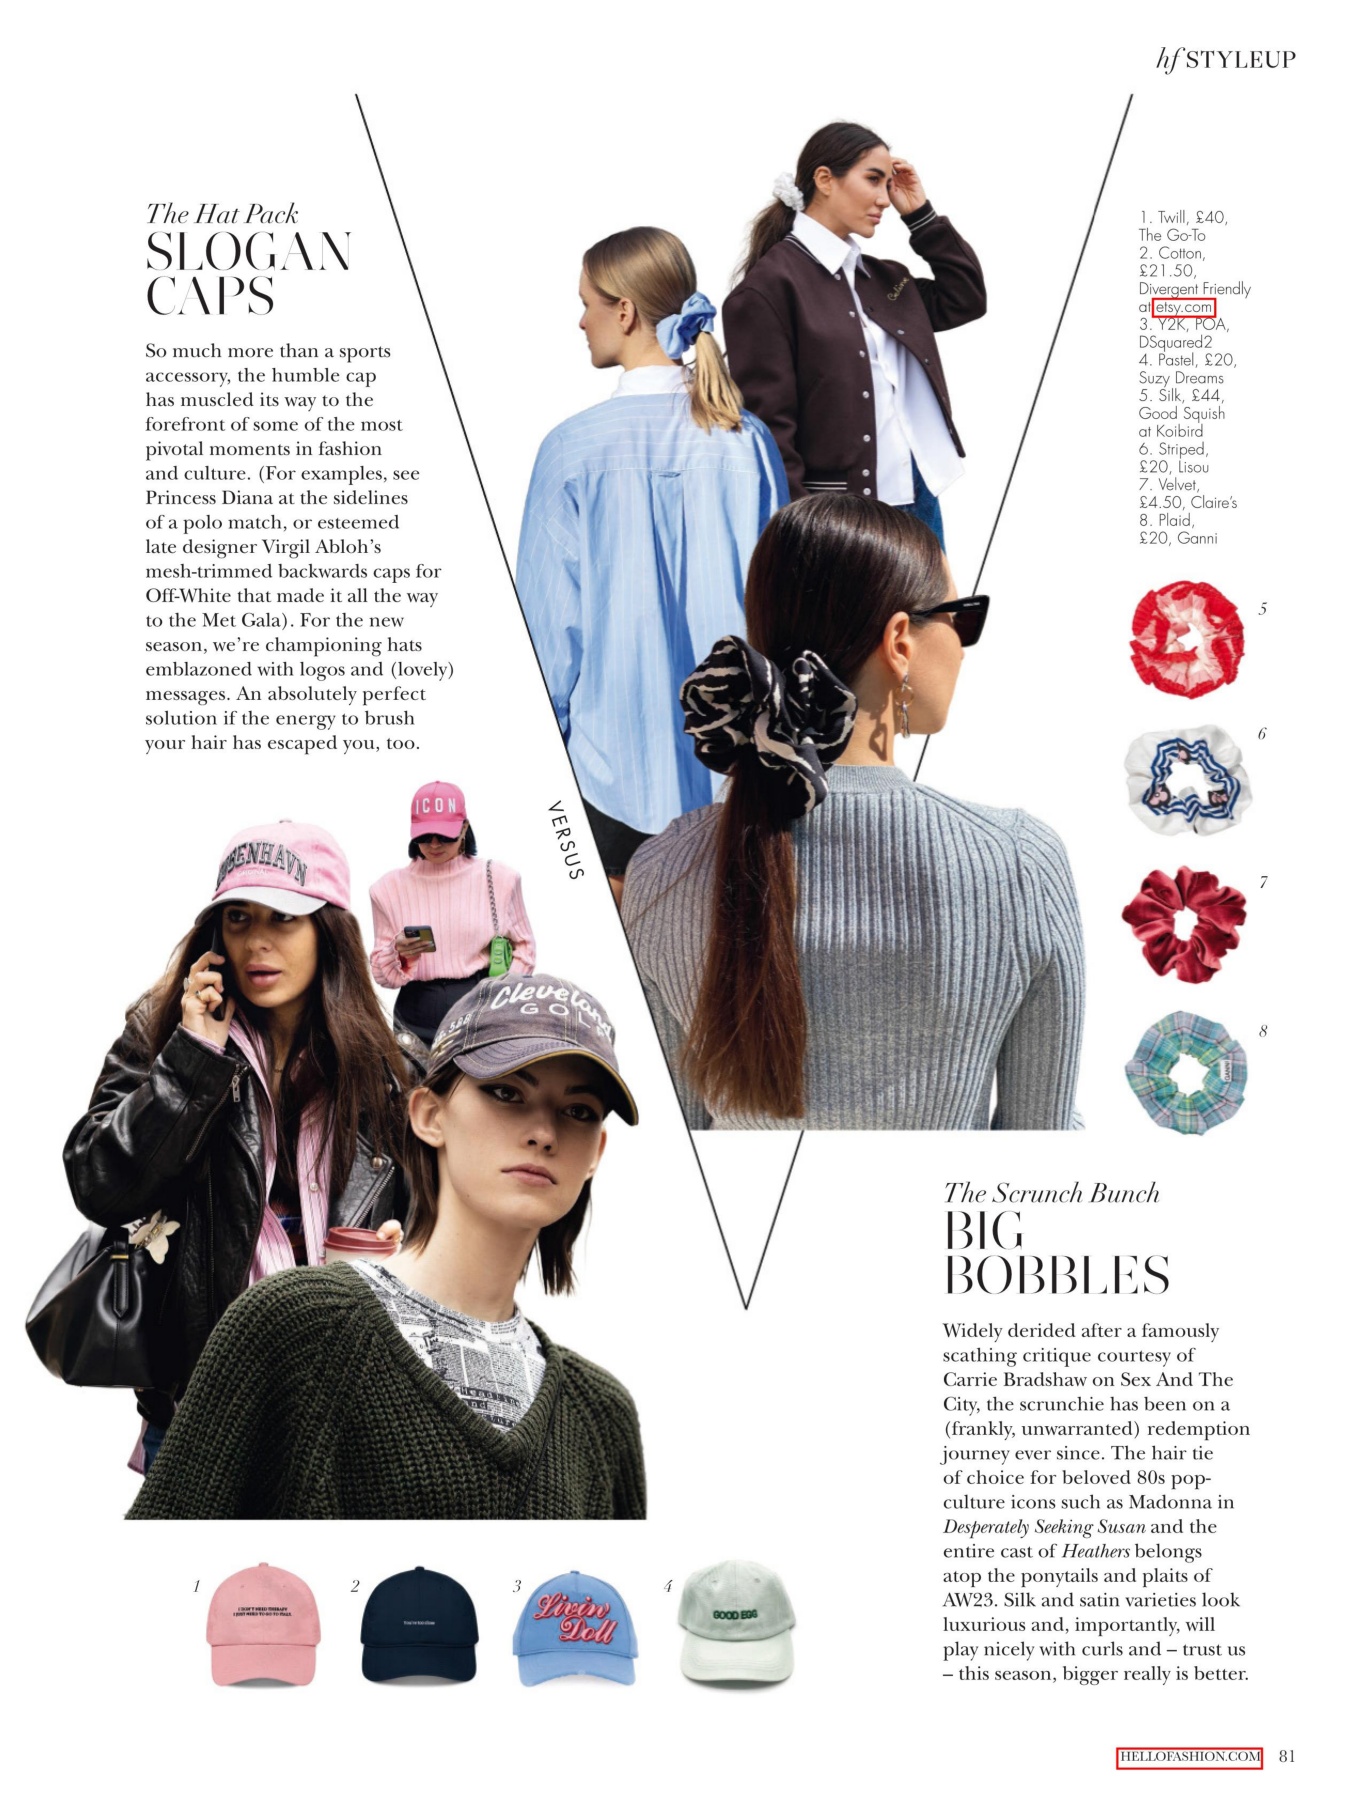 hf STYLEUP
The Hat Pack
SLOGAN
CAPS
So much more than a sports
accessory, the humble cap
has muscled its way to the
forefront of some of the most
pivotal moments in fashion
and culture. (For examples, see
Princess Diana at the sidelines
of a polo match, or esteemed
late designer Virgil Abloh's
mesh-trimmed backwards caps for
Off-White that made it all the way
to the Met Gala). For the new
season, we're championing hats
emblazoned with logos and (lovely)
messages. An absolutely perfect
solution if the energy to brush
your hair has escaped you, too.
Celine
1. Twill, £40,
The Go-To
2. Cotton,
£21.50,
Divergent Friendly
at etsy.com
3. Y2K, POA,
DSquared2
4. Pastel, £20,
Suzy Dreams
5. Silk, £44,
Good Squish
at Koibird
6. Striped,
£20, Lisou
7. Velvet,
£4.50, Claire's
8. Plaid,
£20, Ganni
5
6
7
8
GANNI
VERSUS
ICON
Cleveland
GOLF
The Scrunch Bunch
BIG
BOBBLES
Widely derided after a famously
scathing critique courtesy of
Carrie Bradshaw on Sex And The
City, the scrunchie has been on a
(frankly, unwarranted) redemption
journey ever since. The hair tie
of choice for beloved 80s pop-
culture icons such as Madonna in
Desperately Seeking Susan and the
entire cast of Heathers belongs
atop the ponytails and plaits of
AW23. Silk and satin varieties look
luxurious and, importantly, will
play nicely with curls and – trust us
– this season, bigger really is better.
1
I DON'T NEED THERAPY
I JUST NEED TO GO TO
2
3
Livin'
Doll
4
GOOD EGG
HELLOFASHION.COM 81